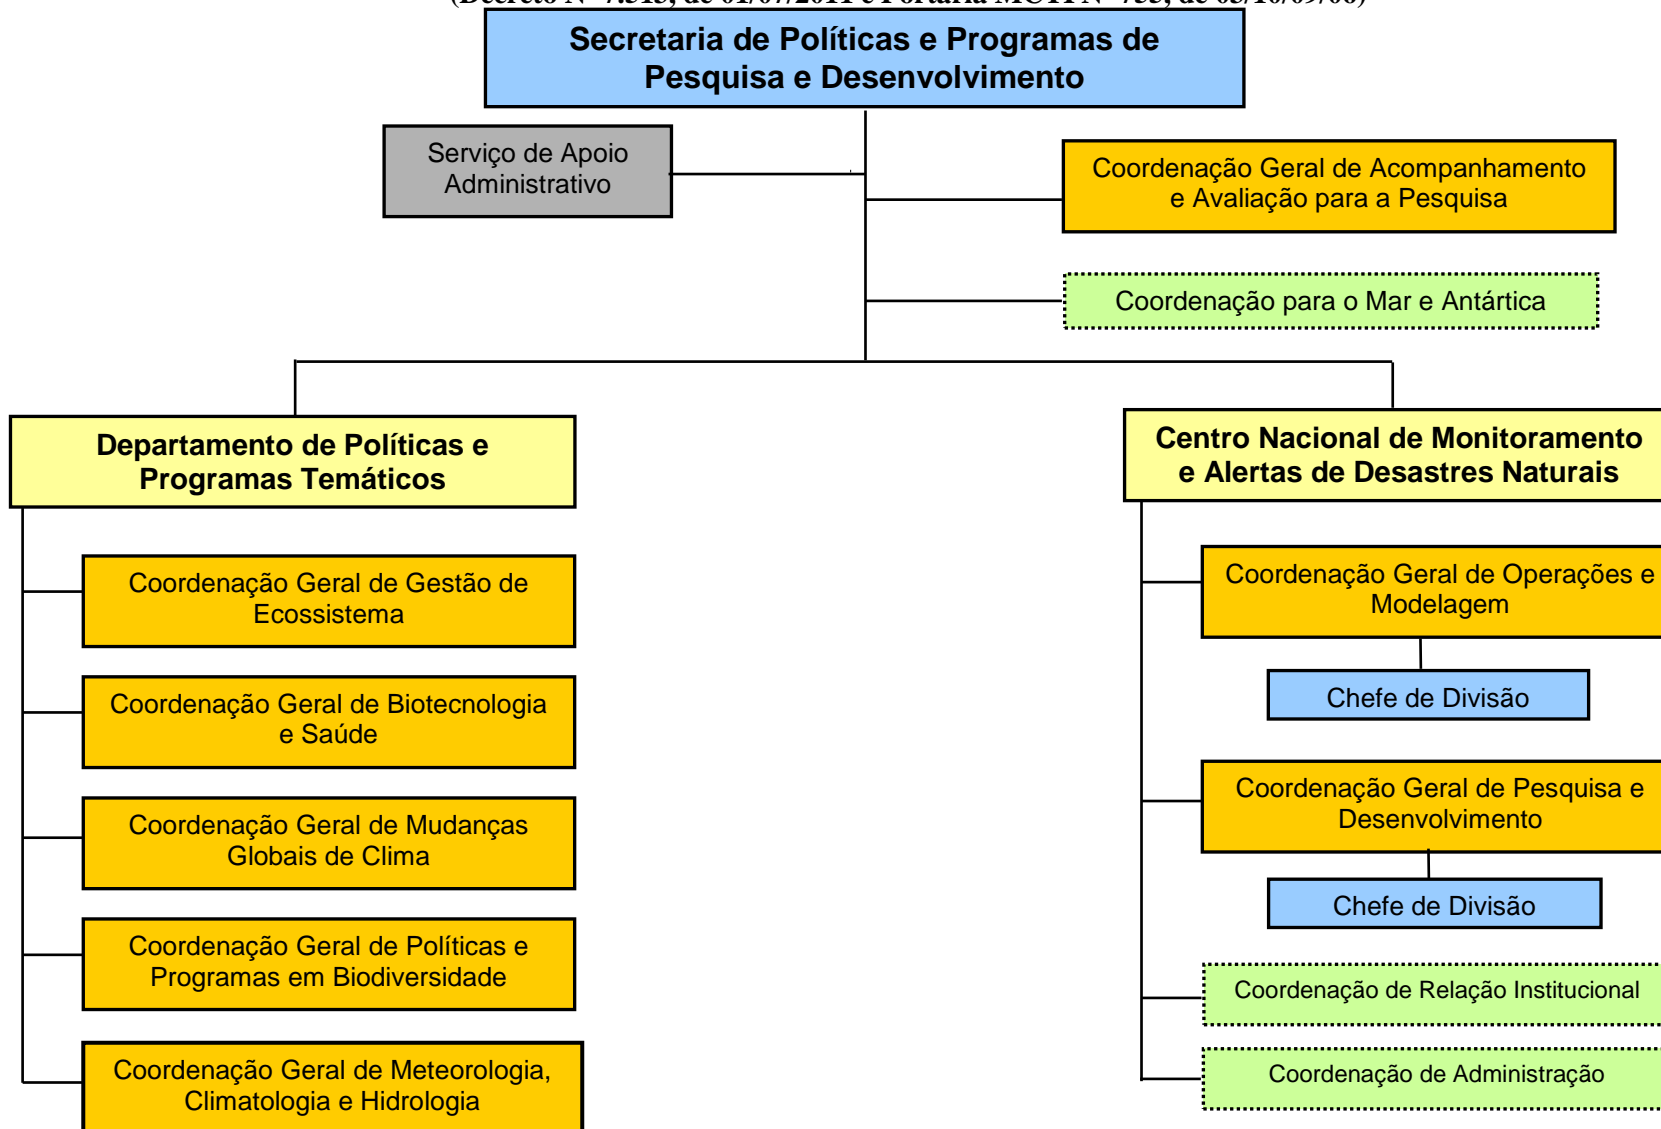 Secretaria de Políticas e Programas de
Pesquisa e Desenvolvimento
Serviço de Apoio
Administrativo
Coordenação Geral de Acompanhamento
e Avaliação para a Pesquisa
Coordenação para o Mar e Antártica
Departamento de Políticas e
Programas Temáticos
Coordenação Geral de Gestão de
Ecossistema
Coordenação Geral de Biotecnologia
e Saúde
Coordenação Geral de Mudanças
Globais de Clima
Coordenação Geral de Políticas e
Programas em Biodiversidade
Coordenação Geral de Meteorologia,
Climatologia e Hidrologia
Centro Nacional de Monitoramento
e Alertas de Desastres Naturais
Coordenação Geral de Operações e
Modelagem
Chefe de Divisão
Coordenação Geral de Pesquisa e
Desenvolvimento
Chefe de Divisão
Coordenação de Relação Institucional
Coordenação de Administração